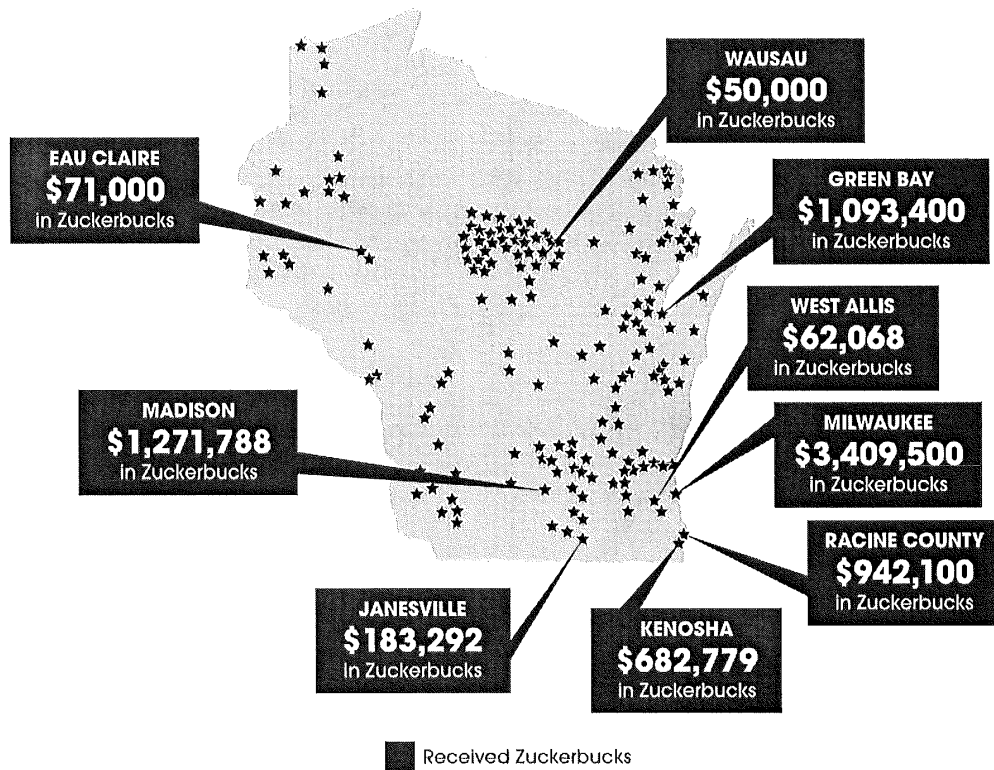 WAUSAU
$50,000
in Zuckerbucks
EAU CLAIRE
$71,000
in Zuckerbucks
GREEN BAY
$1,093,400
in Zuckerbucks
WEST ALLIS
$62,068
in Zuckerbucks
MADISON
$1,271,788
in Zuckerbucks
MILWAUKEE
$3,409,500
in Zuckerbucks
RACINE COUNTY
$942,100
in Zuckerbucks
JANESVILLE
$183,292
in Zuckerbucks
KENOSHA
$682,779
in Zuckerbucks
Received Zuckerbucks